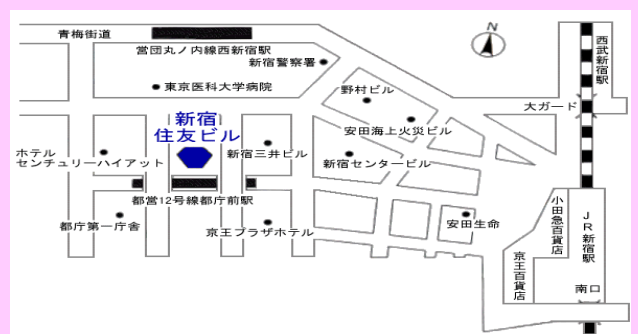 青梅街道
営団丸ノ内線西新宿駅
新宿警察署
東京医科大学病院
野村ビル
大ガード
西武新宿駅
新宿
住友ビル
安田海上火災ビル
ホテル
センチュリーハイアット
新宿三井ビル
新宿センタービル
都営12号線都庁前駅
都庁第一庁舎
京王プラザホテル
安田生命
小田急百貨店
JR新宿駅
京王百貨店
南口
N